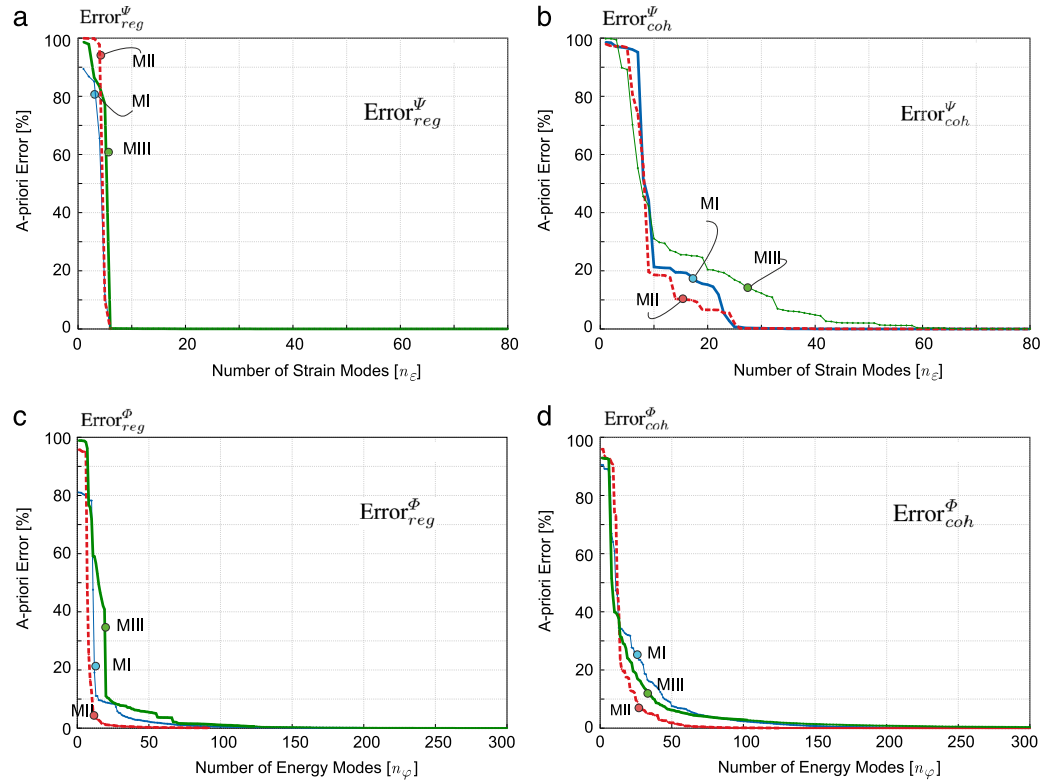 a
Error^Ψ_reg
100
80
60
40
20
0
0
20
40
60
80
A-priori Error [%]
Number of Strain Modes [n_ε]
MII
MI
MIII
Error^Ψ_reg
b
Error^Ψ_coh
100
80
60
40
20
0
0
20
40
60
80
A-priori Error [%]
Number of Strain Modes [n_ε]
Error^Ψ_coh
MI
MIII
MII
c
Error^Φ_reg
100
80
60
40
20
0
0
50
100
150
200
250
300
A-priori Error [%]
Number of Energy Modes [n_φ]
Error^Φ_reg
MIII
MI
MII
d
Error^Φ_coh
100
80
60
40
20
0
0
50
100
150
200
250
300
A-priori Error [%]
Number of Energy Modes [n_φ]
Error^Φ_coh
MI
MIII
MII